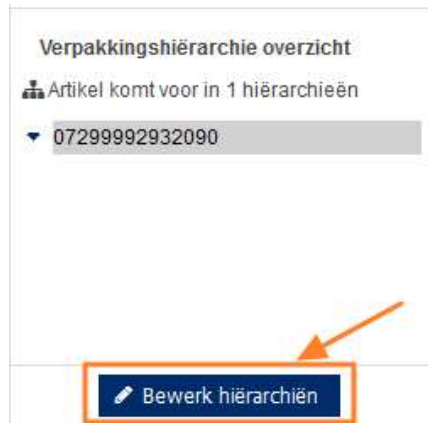 Verpakkingshiërarchie overzicht
Artikel komt voor in 1 hiërarchieën
07299992932090
Bewerk hiërarchiën